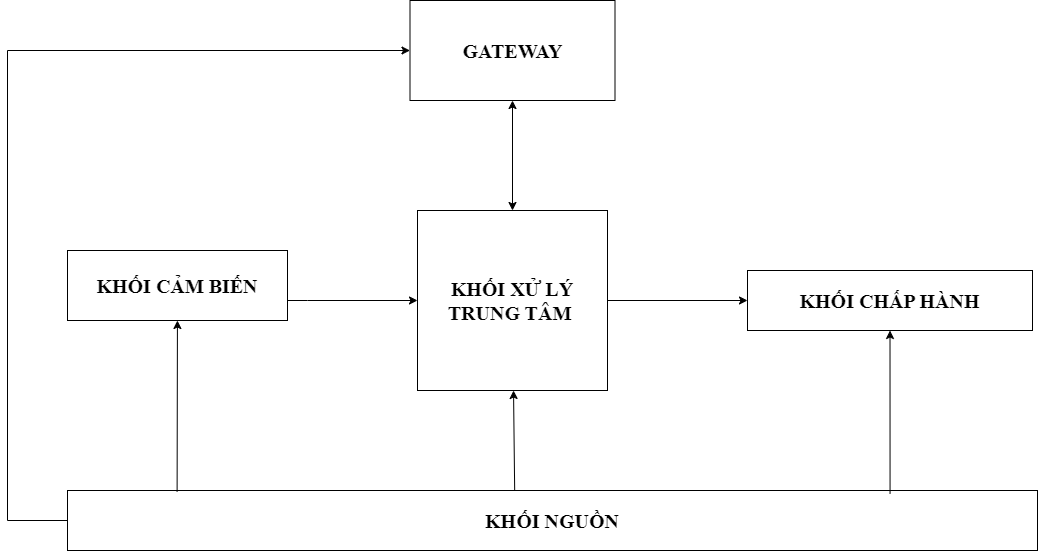 GATEWAY
KHỐI CẢM BIẾN
KHỐI XỬ LÝ
TRUNG TÂM
KHỐI CHẤP HÀNH
KHỐI NGUỒN